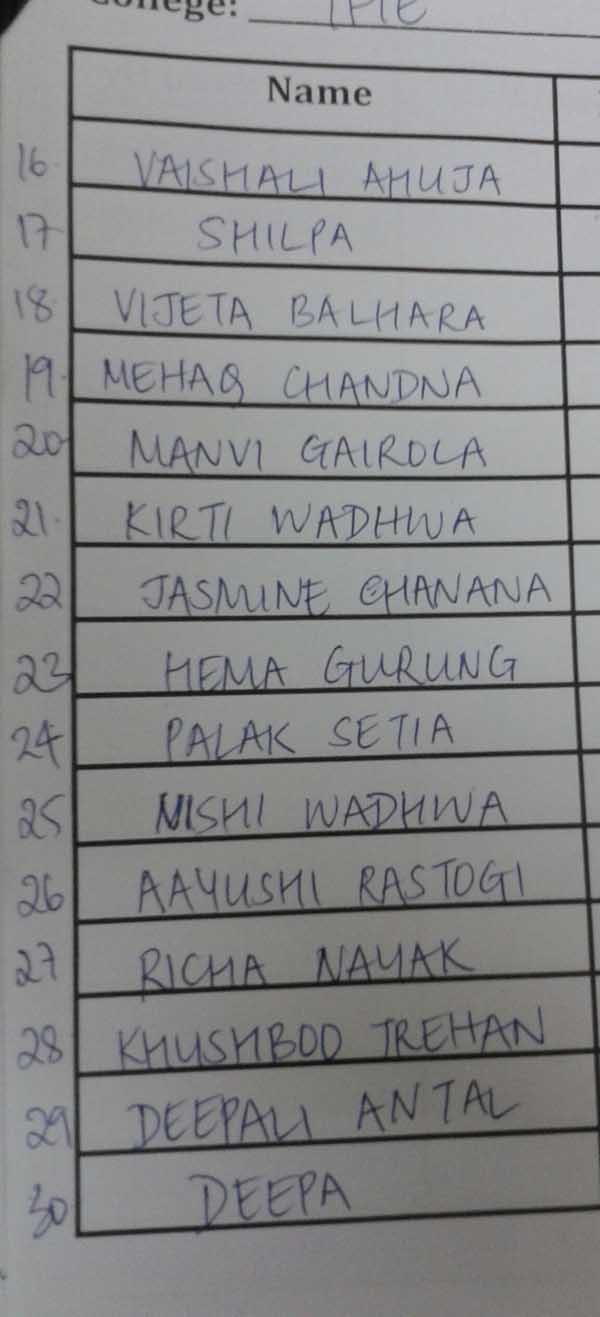 College:
Name
16. VAISHALI AHUJA
17 SHILPA
18. VIJETA BALHARA
19. MEHAQ CHANDNA
20. MANVI GAIROLA
21. KIRTI WADHWA
22 JASMINE CHANANA
23 HEMA GURUNG
24 PALAK SETIA
25 NISHI WADHWA
26 AAYUSHI RASTOGI
27 RICHA NAYAK
28 KHUSHBOO TREHAN
29 DEEPALI ANTAL
30 DEEPA